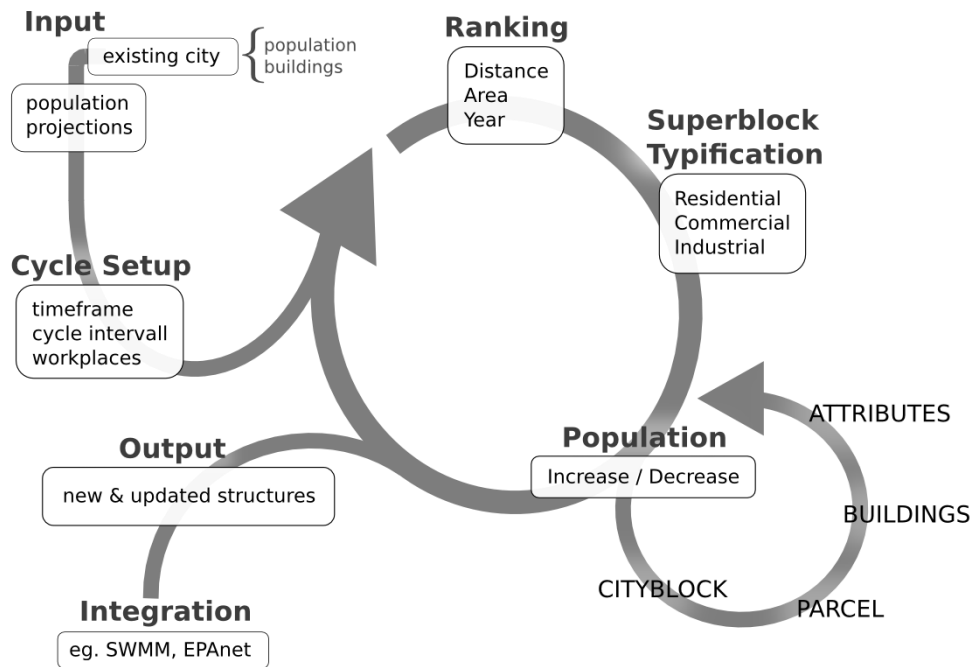 Input
existing city
population
buildings
population
projections
Cycle Setup
timeframe
cycle intervall
workplaces
Ranking
Distance
Area
Year
Superblock
Typification
Residential
Commercial
Industrial
Population
Increase / Decrease
CITYBLOCK
PARCEL
BUILDINGS
ATTRIBUTES
Output
new & updated structures
Integration
eg. SWMM, EPAnet